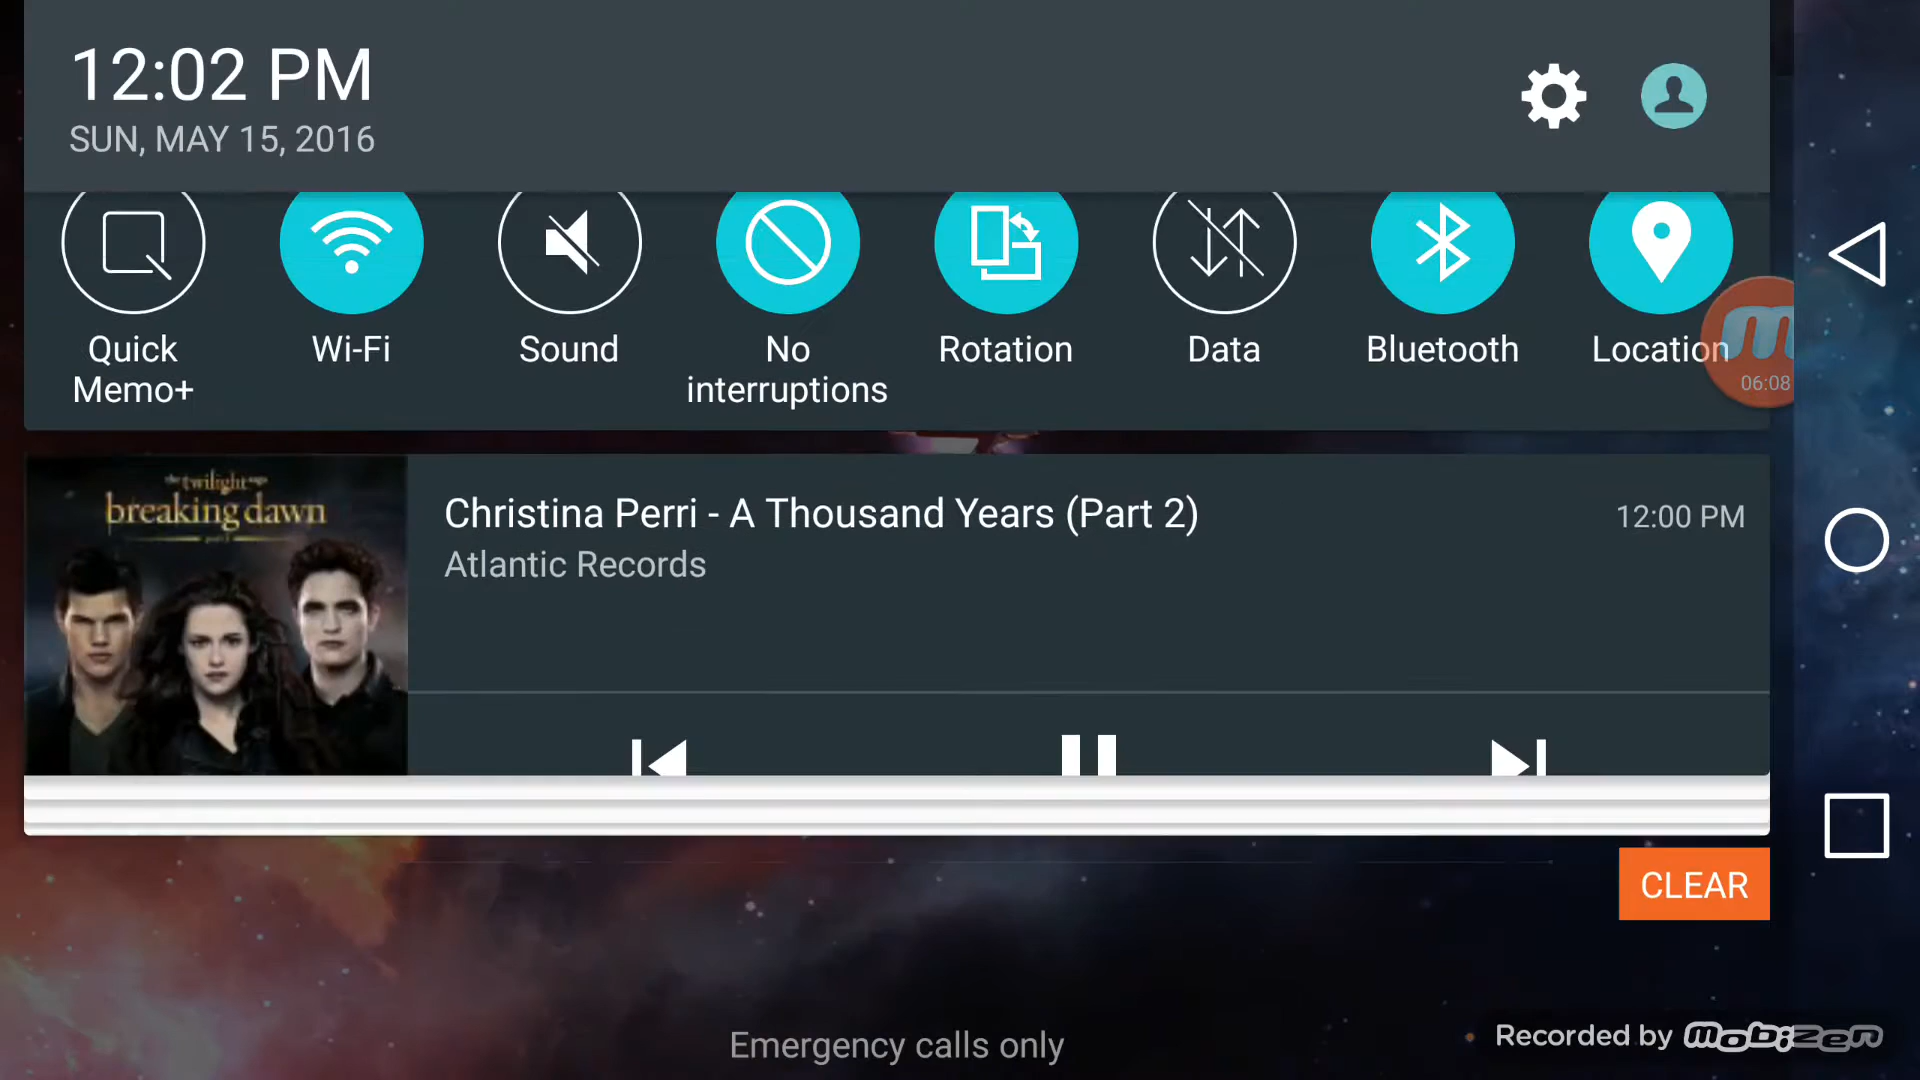 12:02 PM
SUN, MAY 15, 2016
Quick Memo+
Wi-Fi
Sound
No interruptions
Rotation
Data
Bluetooth
Location
06:08
the twilight saga
breaking dawn
Christina Perri - A Thousand Years (Part 2)
12:00 PM
Atlantic Records
CLEAR
Emergency calls only
Recorded by mobizen